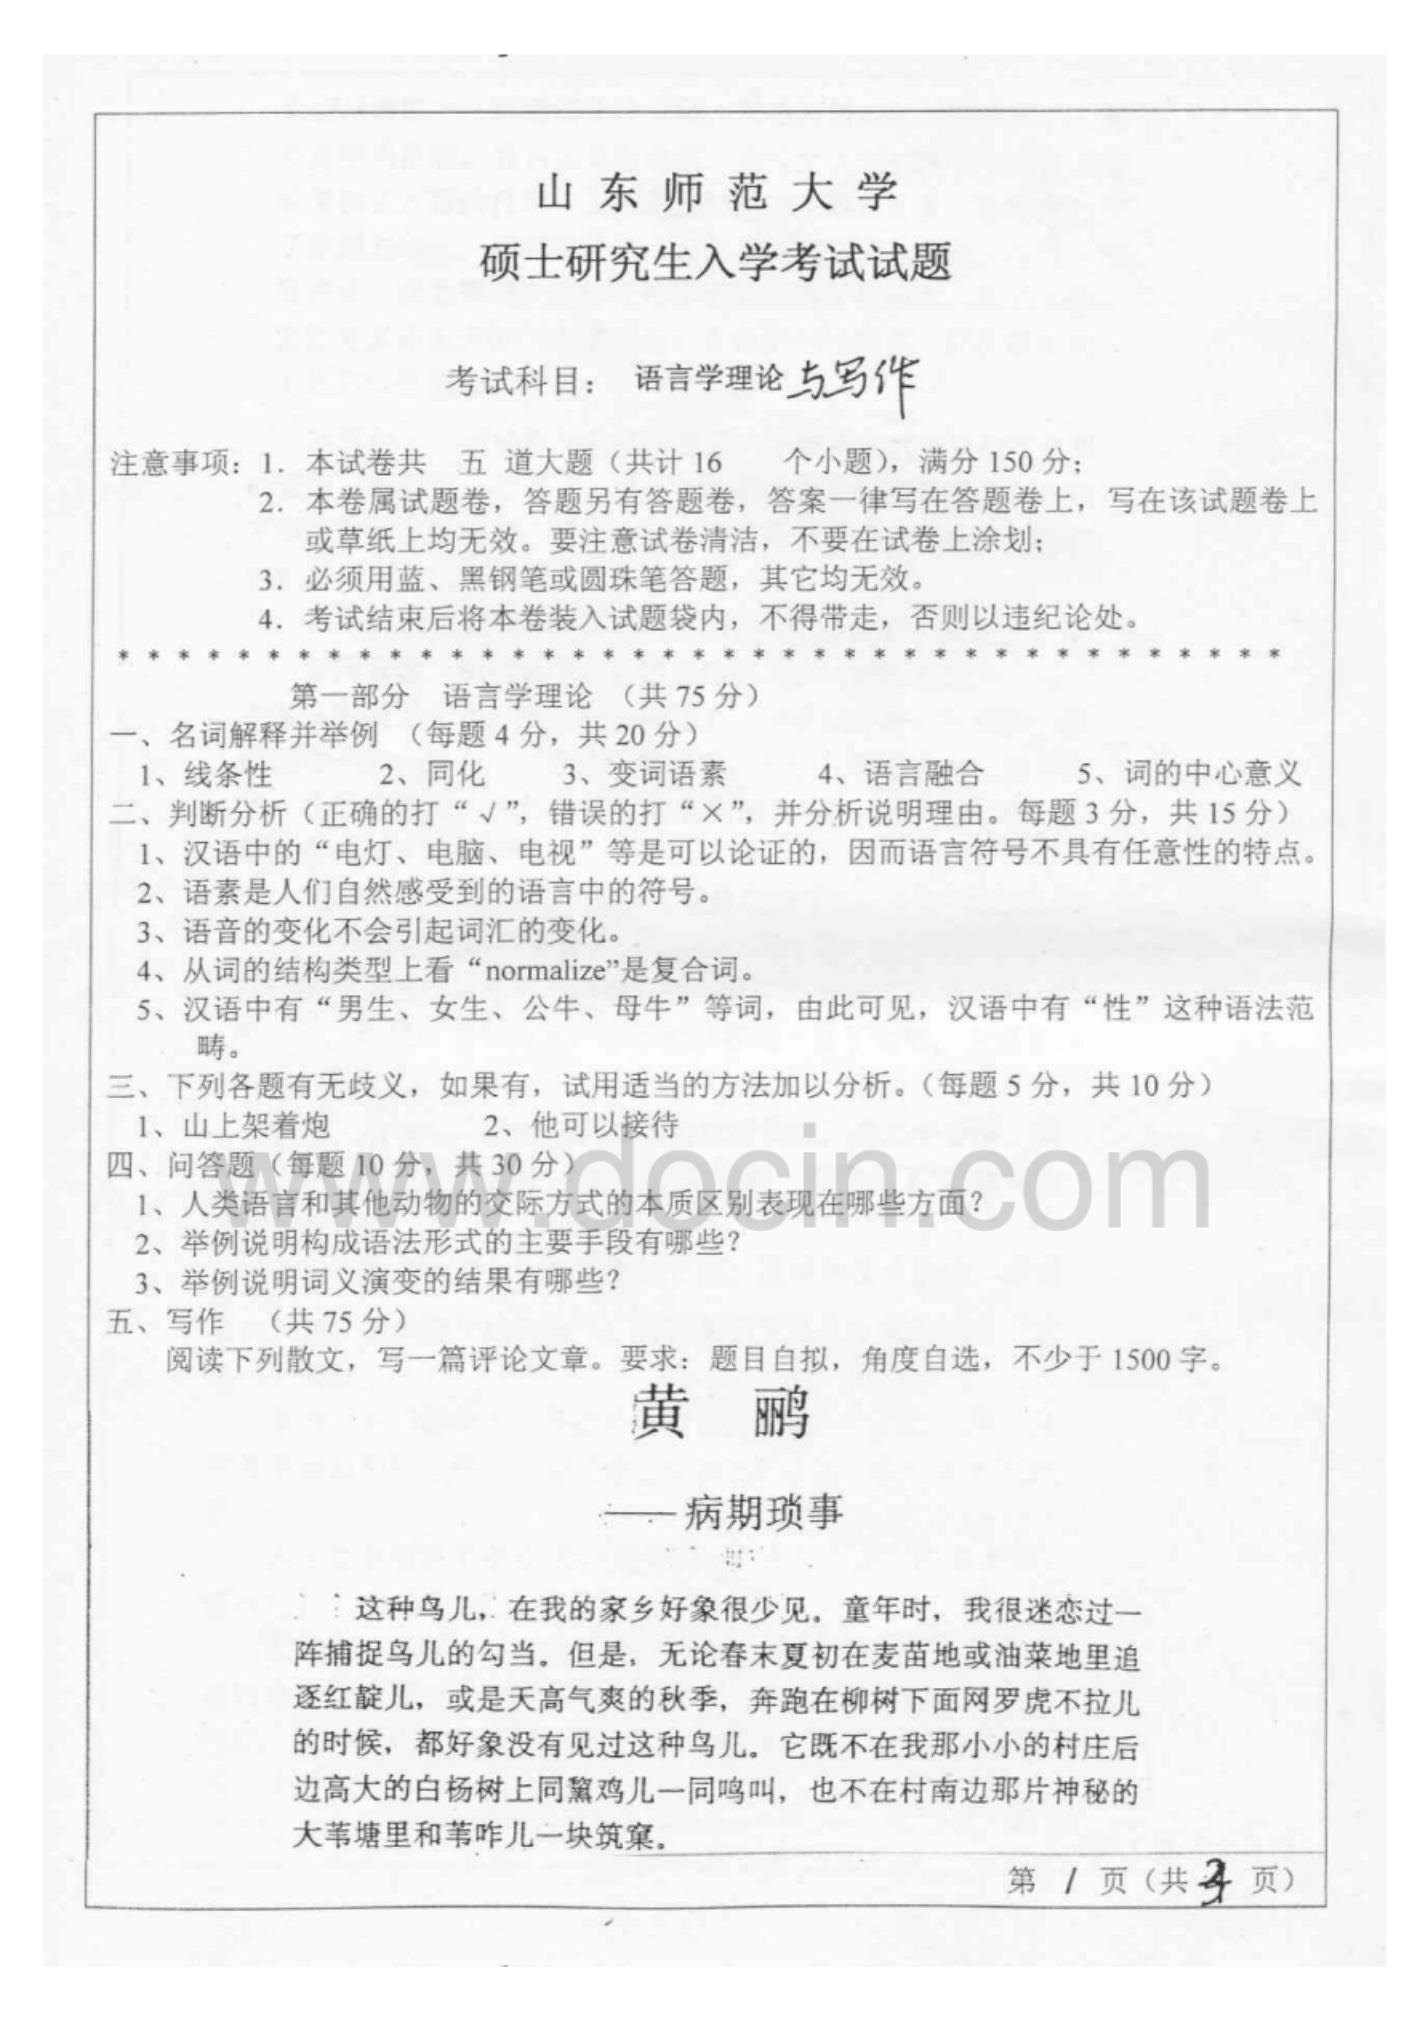 山东师范大学
硕士研究生入学考试试题
考试科目： 语言学理论与写作
注意事项：1．本试卷共 五 道大题（共计16 个小题），满分150分；
2．本卷属试题卷，答题另有答题卷，答案一律写在答题卷上，写在该试题卷上
或草纸上均无效。要注意试卷清洁，不要在试卷上涂划；
3．必须用蓝、黑钢笔或圆珠笔答题，其它均无效。
4．考试结束后将本卷装入试题袋内，不得带走，否则以违纪论处。
* * * * * * * * * * * * * * * * * * * * * * * * * * * * * * * * * * * * * * *
第一部分 语言学理论 （共75分）
一、名词解释并举例 （每题4分，共20分）
1、线条性 2、同化 3、变词语素 4、语言融合 5、词的中心意义
二、判断分析（正确的打“√”，错误的打“×”，并分析说明理由。每题3分，共15分）
1、汉语中的“电灯、电脑、电视”等是可以论证的，因而语言符号不具有任意性的特点。
2、语素是人们自然感受到的语言中的符号。
3、语音的变化不会引起词汇的变化。
4、从词的结构类型上看“normalize”是复合词。
5、汉语中有“男生、女生、公牛、母牛”等词，由此可见，汉语中有“性”这种语法范
畴。
三、下列各题有无歧义，如果有，试用适当的方法加以分析。（每题5分，共10分）
1、山上架着炮 2、他可以接待
四、问答题（每题10分，共30分）
1、人类语言和其他动物的交际方式的本质区别表现在哪些方面？
2、举例说明构成语法形式的主要手段有哪些？
3、举例说明词义演变的结果有哪些？
www.docin.com
五、写作 （共75分）
阅读下列散文，写一篇评论文章。要求：题目自拟，角度自选，不少于1500字。
黄 鹂
——病期琐事
这种鸟儿，在我的家乡好象很少见。童年时，我很迷恋过一
阵捕捉鸟儿的勾当。但是，无论春末夏初在麦苗地或油菜地里追
逐红靛儿，或是天高气爽的秋季，奔跑在柳树下面网罗虎不拉儿
的时候，都好象没有见过这种鸟儿。它既不在我那小小的村庄后
边高大的白杨树上同鵹鸡儿一同鸣叫，也不在村南边那片神秘的
大苇塘里和苇咋儿一块筑窠。
第 1 页（共 3 页）